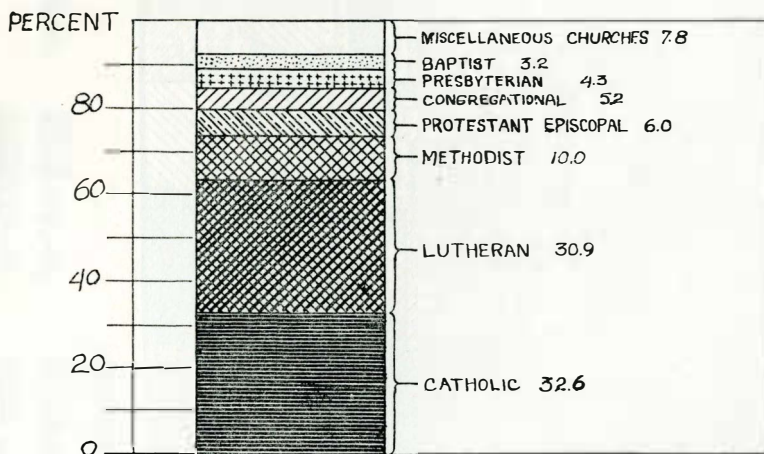 PERCENT
MISCELLANEOUS CHURCHES 7.8
BAPTIST 3.2
PRESBYTERIAN 4.3
80
CONGREGATIONAL 5.2
PROTESTANT EPISCOPAL 6.0
METHODIST 10.0
60
LUTHERAN 30.9
40
20
CATHOLIC 32.6
0